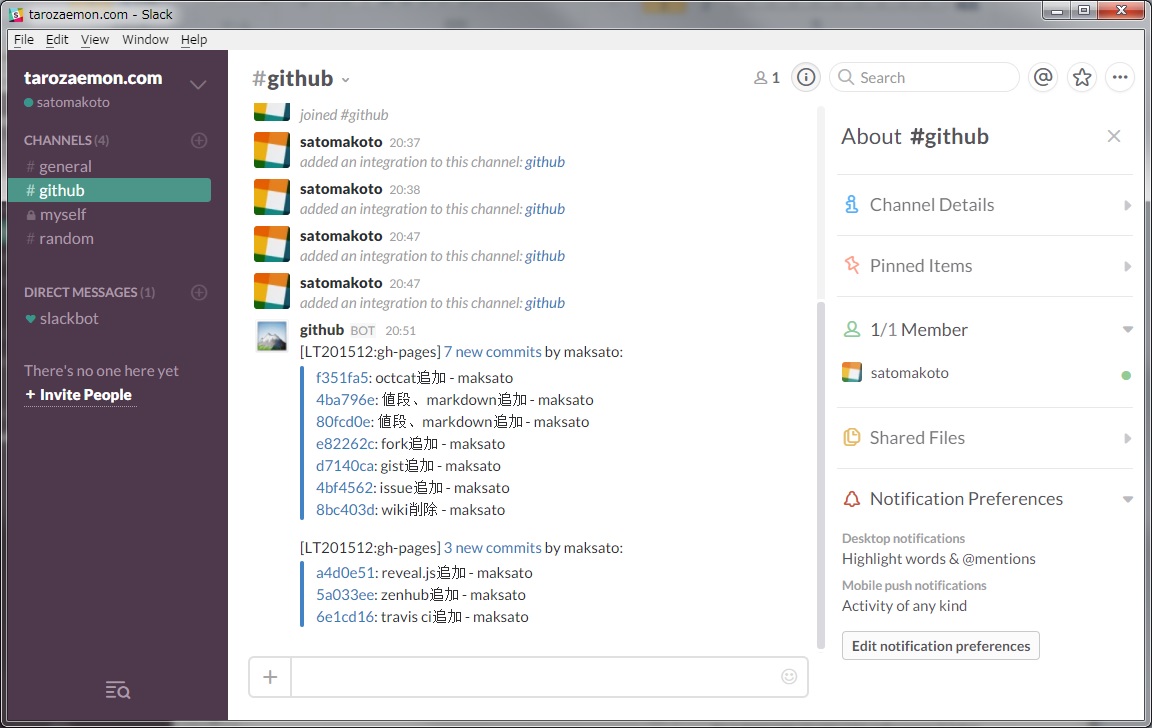 tarozaemon.com - Slack
File Edit View Window Help
tarozaemon.com
satomakoto
CHANNELS (4)
# general
# github
myself
# random
DIRECT MESSAGES (1)
slackbot
There's no one here yet
+ Invite People
#github
1
Search
joined #github
satomakoto 20:37
added an integration to this channel: github
satomakoto 20:38
added an integration to this channel: github
satomakoto 20:47
added an integration to this channel: github
satomakoto 20:47
added an integration to this channel: github
github BOT 20:51
[LT201512:gh-pages] 7 new commits by maksato:
f351fa5: octcat追加 - maksato
4ba796e: 値段、markdown追加 - maksato
80fcd0e: 値段、markdown追加 - maksato
e82262c: fork追加 - maksato
d7140ca: gist追加 - maksato
4bf4562: issue追加 - maksato
8bc403d: wiki削除 - maksato
[LT201512:gh-pages] 3 new commits by maksato:
a4d0e51: reveal.js追加 - maksato
5a033ee: zenhub追加 - maksato
6e1cd16: travis ci追加 - maksato
About #github
Channel Details
Pinned Items
1/1 Member
satomakoto
Shared Files
Notification Preferences
Desktop notifications
Highlight words & @mentions
Mobile push notifications
Activity of any kind
Edit notification preferences